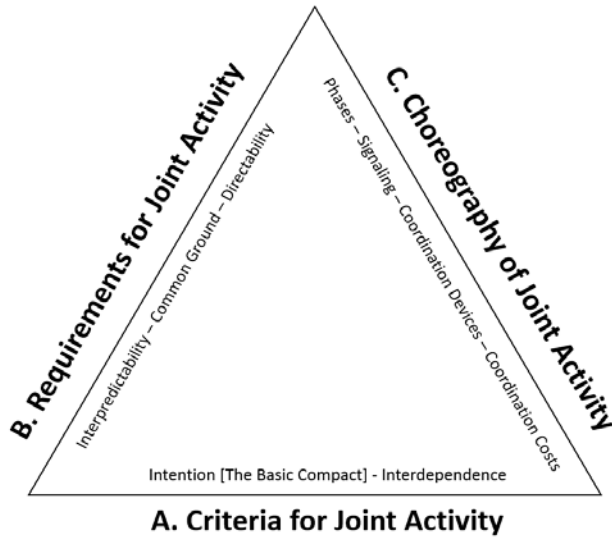 B. Requirements for Joint Activity
Interpredictability – Common Ground – Directability
C. Choreography of Joint Activity
Phases – Signaling – Coordination Devices – Coordination Costs
Intention [The Basic Compact] - Interdependence
A. Criteria for Joint Activity